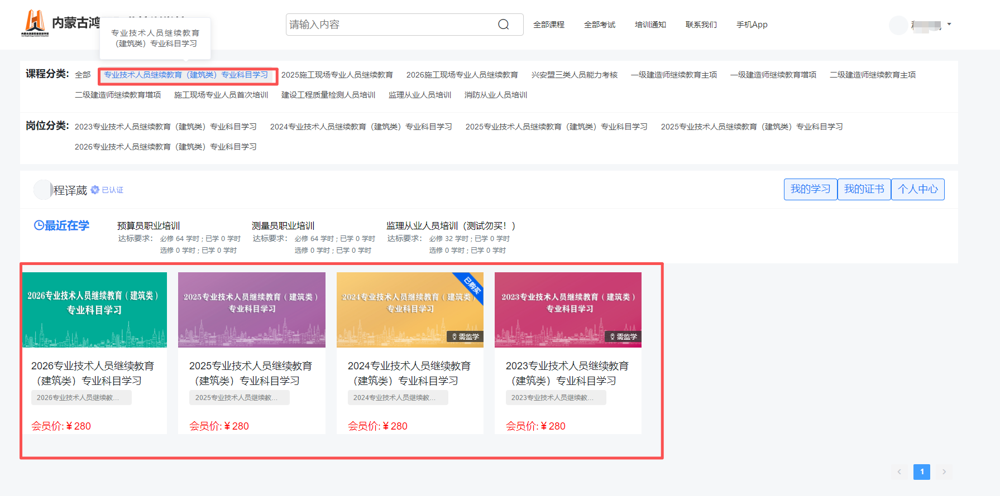 内蒙古鸿
请输入内容
全部课程
全部考试
培训通知
联系我们
手机App
专业技术人员继续教育
（建筑类）专业科目学习
课程分类:
全部
专业技术人员继续教育（建筑类）专业科目学习
2025施工现场专业人员继续教育
2026施工现场专业人员继续教育
兴安盟三类人员能力考核
一级建造师继续教育主项
一级建造师继续教育增项
二级建造师继续教育主项
二级建造师继续教育增项
施工现场专业人员首次培训
建设工程质量检测人员培训
监理从业人员培训
消防从业人员培训
岗位分类:
2023专业技术人员继续教育（建筑类）专业科目学习
2024专业技术人员继续教育（建筑类）专业科目学习
2025专业技术人员继续教育（建筑类）专业科目学习
2025专业技术人员继续教育（建筑类）专业科目学习
2026专业技术人员继续教育（建筑类）专业科目学习
程译葳
已认证
我的学习
我的证书
个人中心
最近在学
预算员职业培训
达标要求： 必修 64 学时 ; 已学 0 学时
选修 0 学时 ; 已学 0 学时
测量员职业培训
达标要求： 必修 64 学时 ; 已学 0 学时
选修 0 学时 ; 已学 0 学时
监理从业人员培训（测试勿买！）
达标要求： 必修 32 学时 ; 已学 0 学时
选修 0 学时 ; 已学 0 学时
2026专业技术人员继续教育（建筑类）
专业科目学习
2026专业技术人员继续教育
（建筑类）专业科目学习
2026专业技术人员继续教...
会员价: ¥ 280
2025专业技术人员继续教育（建筑类）
专业科目学习
2025专业技术人员继续教育
（建筑类）专业科目学习
2025专业技术人员继续教...
会员价: ¥ 280
已购买
2024专业技术人员继续教育（建筑类）
专业科目学习
需监学
2024专业技术人员继续教育
（建筑类）专业科目学习
2024专业技术人员继续教...
会员价: ¥ 280
2023专业技术人员继续教育（建筑类）
专业科目学习
需监学
2023专业技术人员继续教育
（建筑类）专业科目学习
2023专业技术人员继续教...
会员价: ¥ 280
1